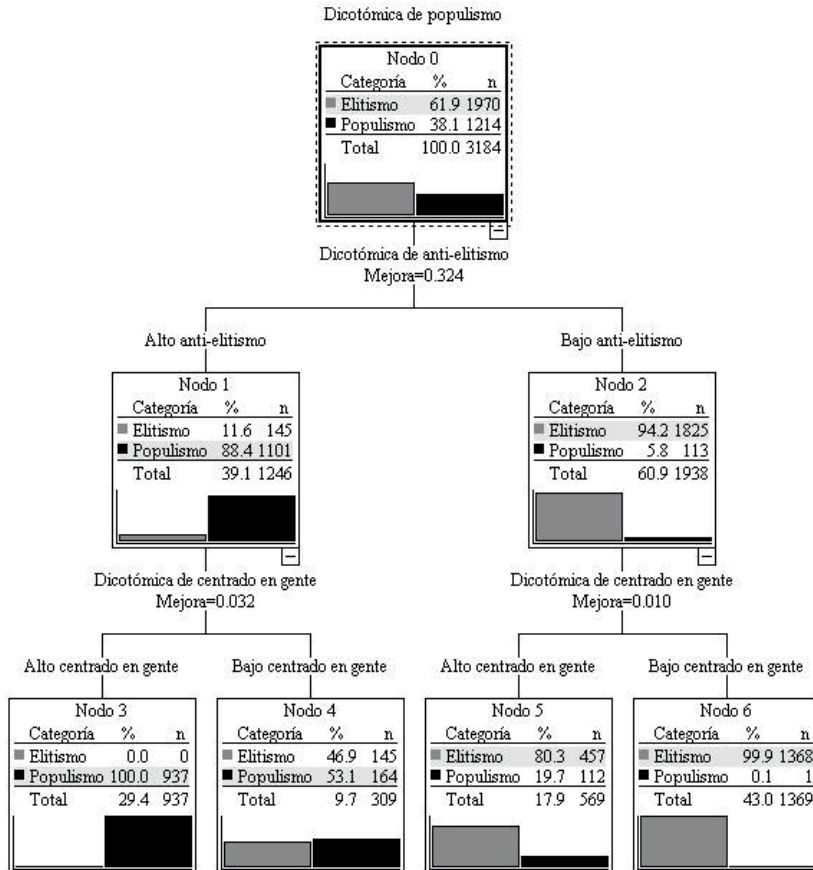 Dicotómica de populismo
Nodo 0
Categoría % n
Elitismo 61.9 1970
Populismo 38.1 1214
Total 100.0 3184
Dicotómica de anti-elitismo
Mejora=0.324
Alto anti-elitismo
Bajo anti-elitismo
Nodo 1
Categoría % n
Elitismo 11.6 145
Populismo 88.4 1101
Total 39.1 1246
Nodo 2
Categoría % n
Elitismo 94.2 1825
Populismo 5.8 113
Total 60.9 1938
Dicotómica de centrado en gente
Mejora=0.032
Dicotómica de centrado en gente
Mejora=0.010
Alto centrado en gente
Bajo centrado en gente
Alto centrado en gente
Bajo centrado en gente
Nodo 3
Categoría % n
Elitismo 0.0 0
Populismo 100.0 937
Total 29.4 937
Nodo 4
Categoría % n
Elitismo 46.9 145
Populismo 53.1 164
Total 9.7 309
Nodo 5
Categoría % n
Elitismo 80.3 457
Populismo 19.7 112
Total 17.9 569
Nodo 6
Categoría % n
Elitismo 99.9 1368
Populismo 0.1 1
Total 43.0 1369